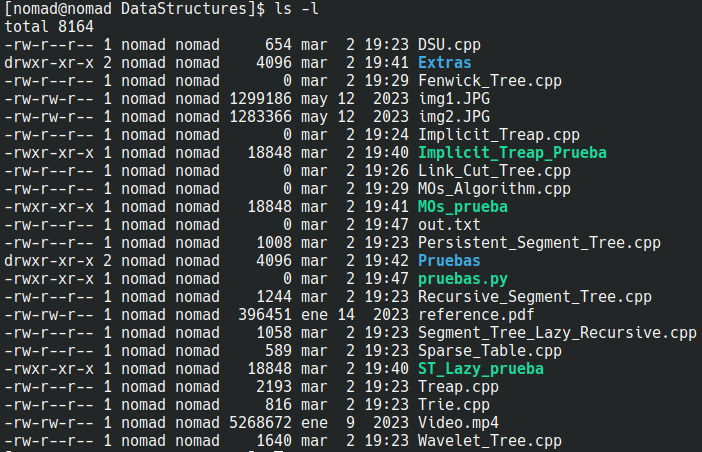 [nomad@nomad DataStructures]$ ls -l
total 8164
-rw-r--r-- 1 nomad nomad     654 mar  2 19:23 DSU.cpp
drwxr-xr-x 2 nomad nomad    4096 mar  2 19:41 Extras
-rw-r--r-- 1 nomad nomad       0 mar  2 19:29 Fenwick_Tree.cpp
-rw-rw-r-- 1 nomad nomad 1299186 may 12  2023 img1.JPG
-rw-rw-r-- 1 nomad nomad 1283366 may 12  2023 img2.JPG
-rw-r--r-- 1 nomad nomad       0 mar  2 19:24 Implicit_Treap.cpp
-rwxr-xr-x 1 nomad nomad   18848 mar  2 19:40 Implicit_Treap_Prueba
-rw-r--r-- 1 nomad nomad       0 mar  2 19:26 Link_Cut_Tree.cpp
-rw-r--r-- 1 nomad nomad       0 mar  2 19:29 MOs_Algorithm.cpp
-rwxr-xr-x 1 nomad nomad   18848 mar  2 19:41 MOs_prueba
-rw-r--r-- 1 nomad nomad       0 mar  2 19:47 out.txt
-rw-r--r-- 1 nomad nomad    1008 mar  2 19:23 Persistent_Segment_Tree.cpp
drwxr-xr-x 2 nomad nomad    4096 mar  2 19:42 Pruebas
-rwxr-xr-x 1 nomad nomad       0 mar  2 19:47 pruebas.py
-rw-r--r-- 1 nomad nomad    1244 mar  2 19:23 Recursive_Segment_Tree.cpp
-rw-rw-r-- 1 nomad nomad  396451 ene 14  2023 reference.pdf
-rw-r--r-- 1 nomad nomad    1058 mar  2 19:23 Segment_Tree_Lazy_Recursive.cpp
-rw-r--r-- 1 nomad nomad     589 mar  2 19:23 Sparse_Table.cpp
-rwxr-xr-x 1 nomad nomad   18848 mar  2 19:40 ST_Lazy_prueba
-rw-r--r-- 1 nomad nomad    2193 mar  2 19:23 Treap.cpp
-rw-r--r-- 1 nomad nomad     816 mar  2 19:23 Trie.cpp
-rw-rw-r-- 1 nomad nomad 5268672 ene  9  2023 Video.mp4
-rw-r--r-- 1 nomad nomad    1640 mar  2 19:23 Wavelet_Tree.cpp